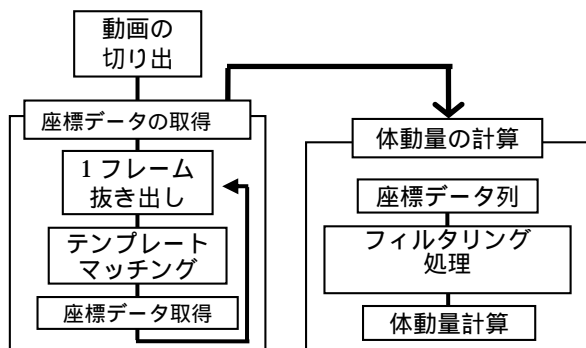 動画の
切り出
座標データの取得
1 フレーム
抜き出し
テンプレート
マッチング
座標データ取得
体動量の計算
座標データ列
フィルタリング
処理
体動量計算